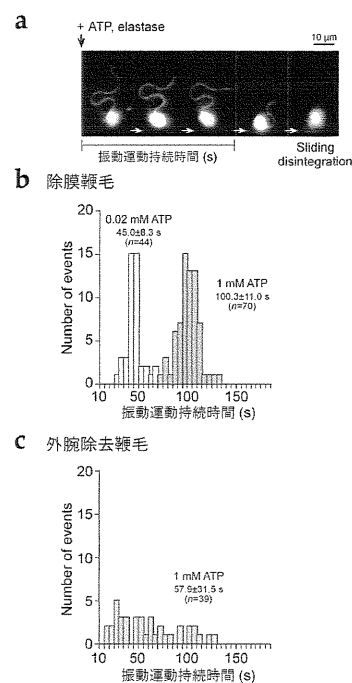 a
+ ATP, elastase
10 µm
振動運動持続時間 (s)
Sliding
disintegration
b 除膜鞭毛
20
15
10
5
0
Number of events
0.02 mM ATP
45.0±8.3 s
(n=44)
1 mM ATP
100.3±11.0 s
(n=70)
10 50 100 150
振動運動持続時間 (s)
c 外腕除去鞭毛
20
15
10
5
0
Number of events
1 mM ATP
57.9±31.5 s
(n=39)
10 50 100 150
振動運動持続時間 (s)